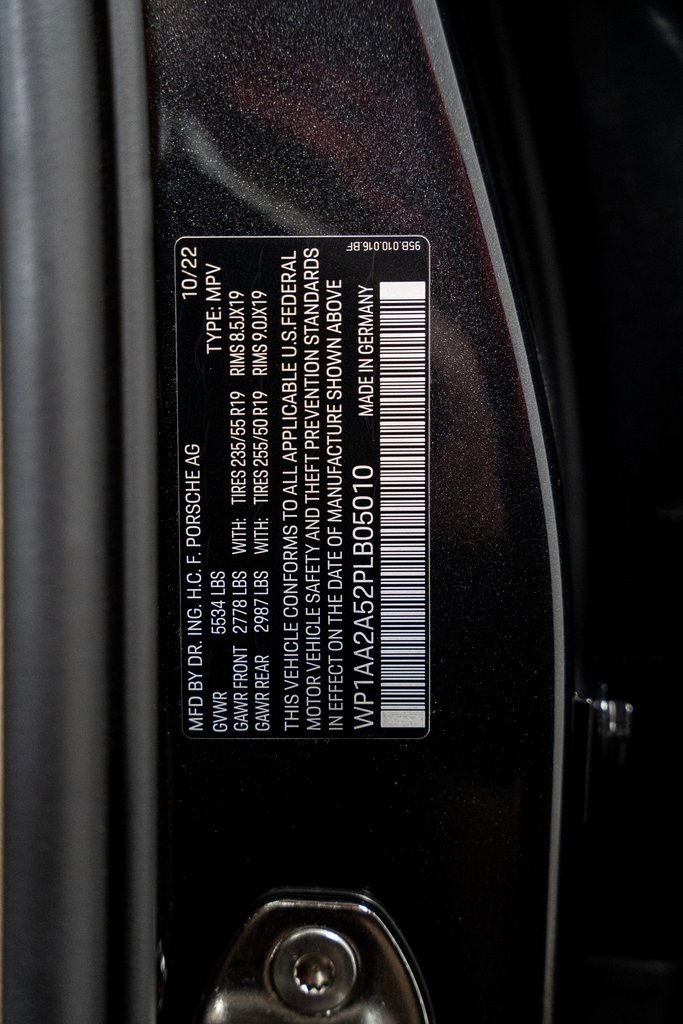 MFD BY DR. ING. H.C. F. PORSCHE AG 10/22
GVWR 5534 LBS TYPE: MPV
GAWR FRONT 2778 LBS WITH: TIRES 235/55 R19 RIMS 8.5JX19
GAWR REAR 2987 LBS WITH: TIRES 255/50 R19 RIMS 9.0JX19
THIS VEHICLE CONFORMS TO ALL APPLICABLE U.S.FEDERAL
MOTOR VEHICLE SAFETY AND THEFT PREVENTION STANDARDS
IN EFFECT ON THE DATE OF MANUFACTURE SHOWN ABOVE
WP1AA2A52PLB05010 MADE IN GERMANY
95B.010.016.BF